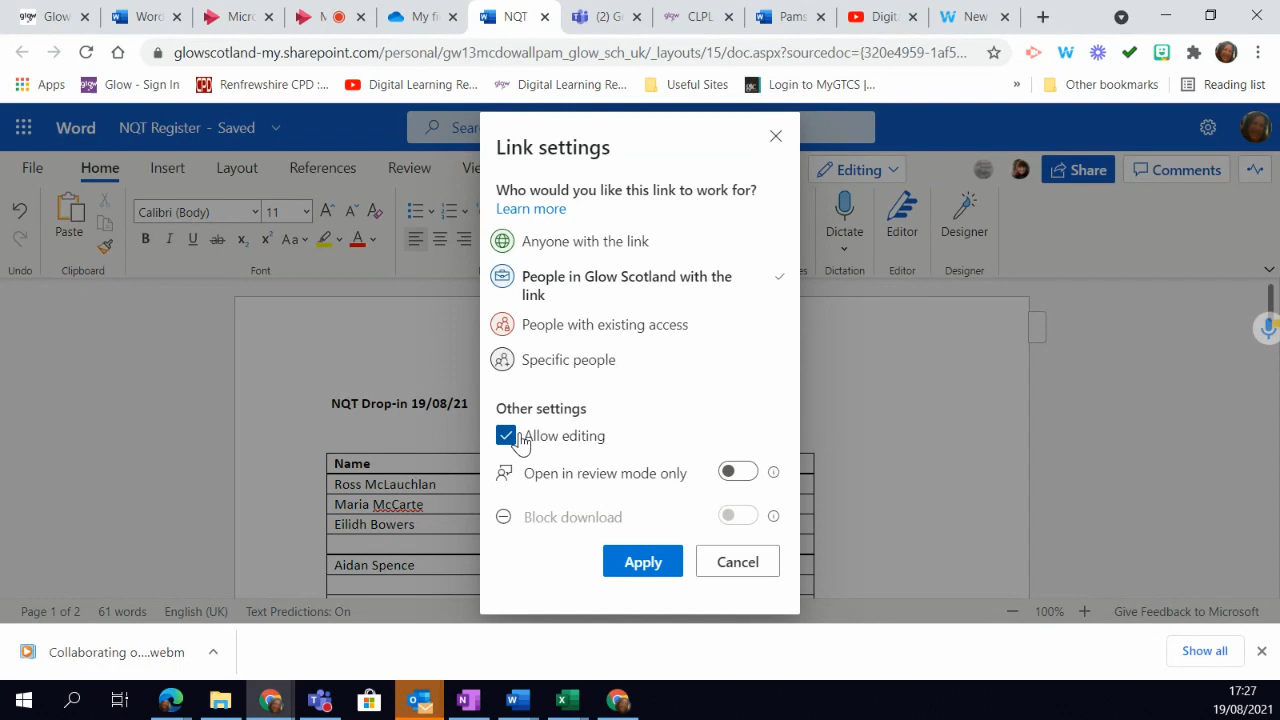 Glow
Word
Micro
M
My fi
NQT
(2) G
CLPL
Pams
Digit
New
glowscotland-my.sharepoint.com/personal/gw13mcdowallpam_glow_sch_uk/_layouts/15/doc.aspx?sourcedoc={320e4959-1af5...
Apps
Glow - Sign In
Renfrewshire CPD ...
Digital Learning Re...
Digital Learning Re...
Useful Sites
Login to MyGTCS |...
»
Other bookmarks
Reading list
Word
NQT Register - Saved
Sear
File
Home
Insert
Layout
References
Review
Vi
Editing
Share
Comments
Calibri (Body)
11
Paste
Dictate
Editor
Designer
Undo
Clipboard
Font
Dictation
Editor
Designer
Link settings
Who would you like this link to work for?
Learn more
Anyone with the link
People in Glow Scotland with the
link
People with existing access
Specific people
Other settings
Allow editing
Open in review mode only
Block download
Apply
Cancel
NQT Drop-in 19/08/21
Name
Ross McLauchlan
Maria McCarte
Eilidh Bowers
Aidan Spence
Page 1 of 2
61 words
English (UK)
Text Predictions: On
100%
Give Feedback to Microsoft
Collaborating o....webm
Show all
17:27
19/08/2021